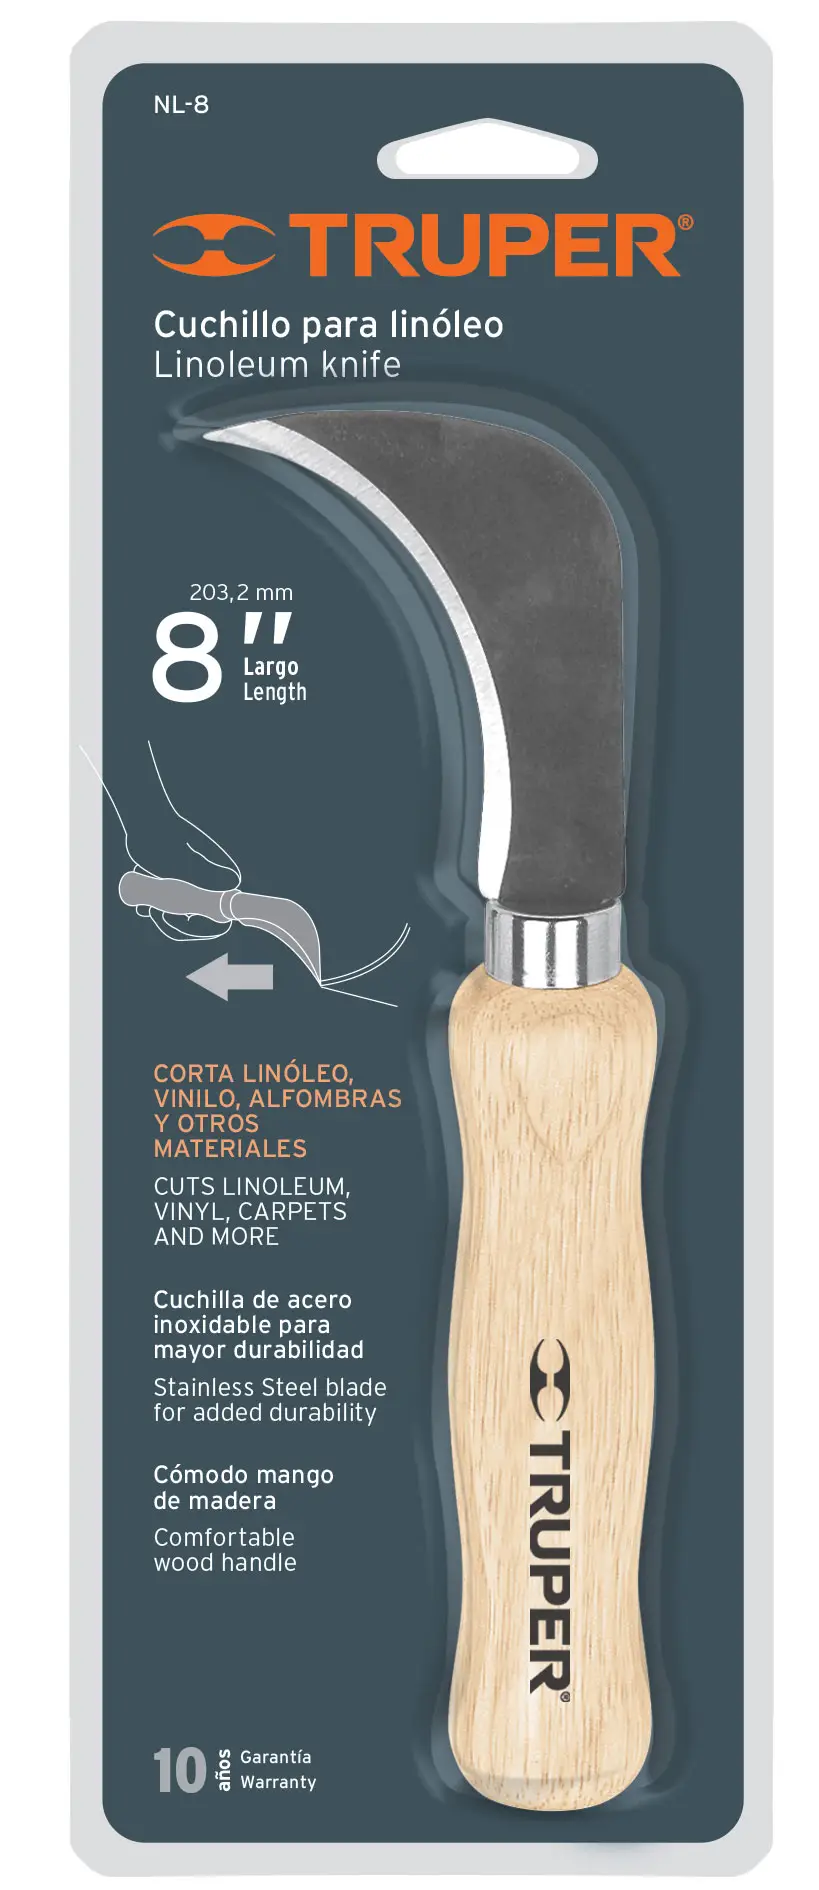 NL-8
TRUPER®
Cuchillo para linóleo
Linoleum knife
203,2 mm
8"
Largo
Length
CORTA LINÓLEO,
VINILO, ALFOMBRAS
Y OTROS
MATERIALES
CUTS LINOLEUM,
VINYL, CARPETS
AND MORE
Cuchilla de acero
inoxidable para
mayor durabilidad
Stainless Steel blade
for added durability
Cómodo mango
de madera
Comfortable
wood handle
TRUPER®
10 años
Garantía
Warranty